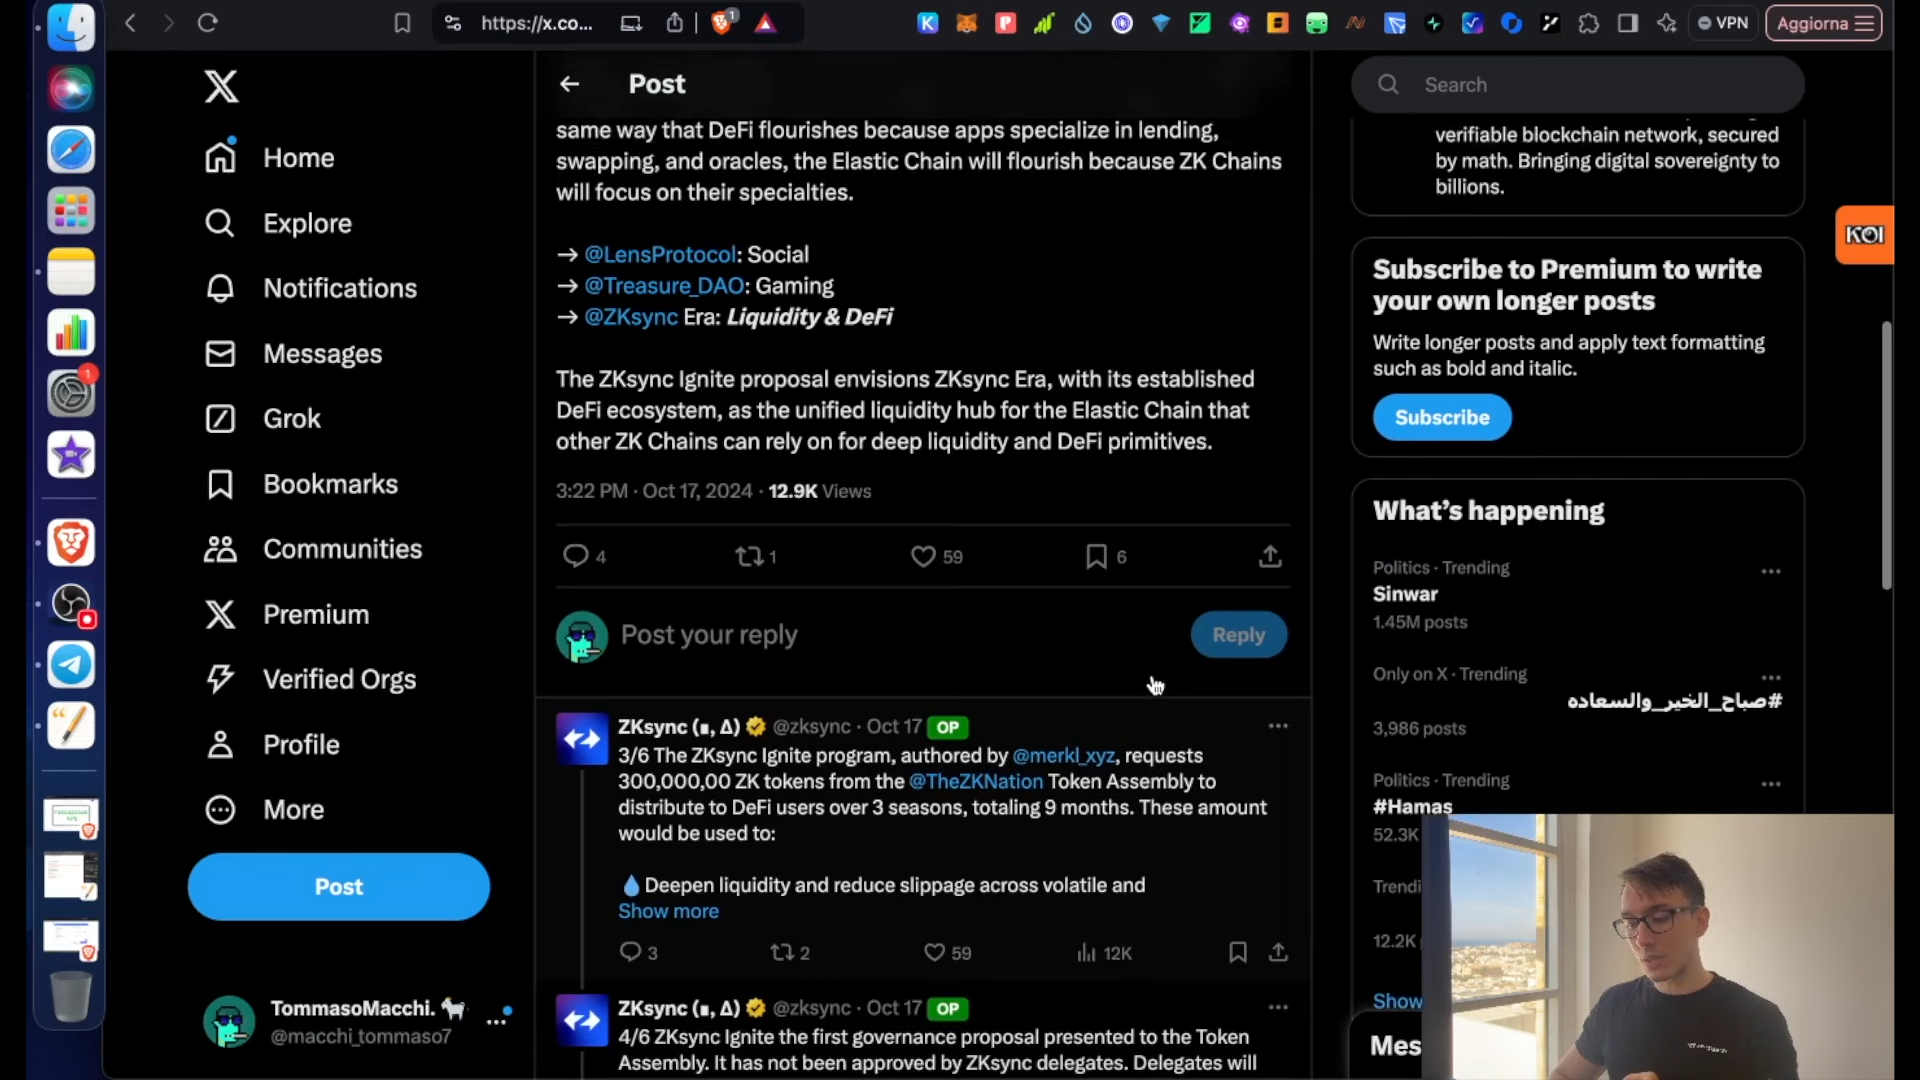 https://x.co...
1
VPN
Aggiorna
Home
Explore
Notifications
Messages
Grok
Bookmarks
Communities
Premium
Verified Orgs
Profile
More
Post
TommasoMacchi.
@macchi_tommaso7
1
Post
same way that DeFi flourishes because apps specialize in lending,
swapping, and oracles, the Elastic Chain will flourish because ZK Chains
will focus on their specialties.
→ @LensProtocol: Social
→ @Treasure_DAO: Gaming
→ @ZKsync Era: Liquidity & DeFi
The ZKsync Ignite proposal envisions ZKsync Era, with its established
DeFi ecosystem, as the unified liquidity hub for the Elastic Chain that
other ZK Chains can rely on for deep liquidity and DeFi primitives.
3:22 PM · Oct 17, 2024 · 12.9K Views
4 1 59 6
Post your reply
Reply
ZKsync (∎, ∆) @zksync · Oct 17 OP
3/6 The ZKsync Ignite program, authored by @merkl_xyz, requests
300,000,00 ZK tokens from the @TheZKNation Token Assembly to
distribute to DeFi users over 3 seasons, totaling 9 months. These amount
would be used to:
💧Deepen liquidity and reduce slippage across volatile and
Show more
3 2 59 12K
ZKsync (∎, ∆) @zksync · Oct 17 OP
4/6 ZKsync Ignite the first governance proposal presented to the Token
Assembly. It has not been approved by ZKsync delegates. Delegates will
Search
verifiable blockchain network, secured
by math. Bringing digital sovereignty to
billions.
KOI
Subscribe to Premium to write
your own longer posts
Write longer posts and apply text formatting
such as bold and italic.
Subscribe
What's happening
Politics · Trending
Sinwar
1.45M posts
Only on X · Trending
#صباح_الخير_والسعاده
3,986 posts
Politics · Trending
#Hamas
52.3K
Trendi
12.2K
Show
Mes